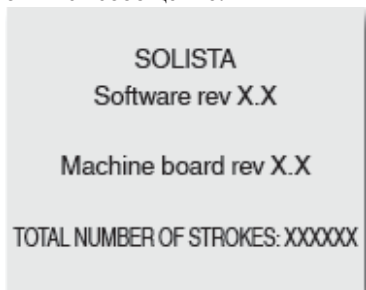 SOLISTA
Software rev X.X
Machine board rev X.X
TOTAL NUMBER OF STROKES: XXXXXX